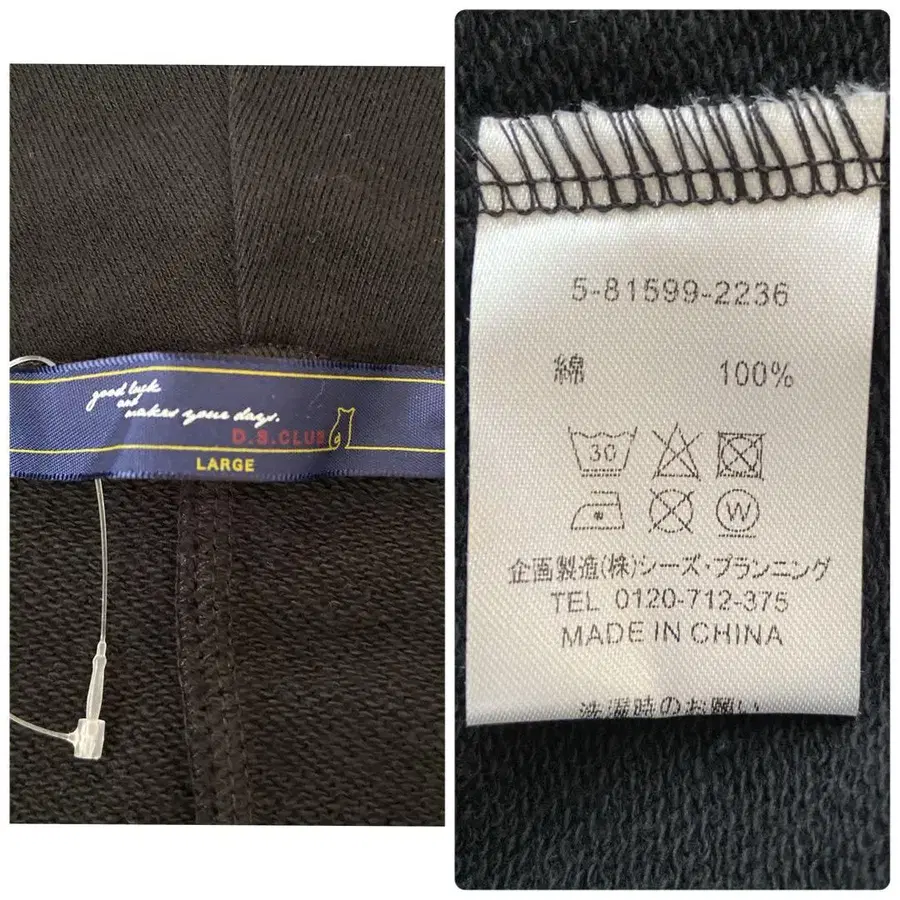 good luck
and
makes your days.
D.S.CLUB
LARGE
5-81599-2236
綿 100%
30
W
企画製造(株)シーズ・プランニング
TEL 0120-712-375
MADE IN CHINA
洗濯時のお願い